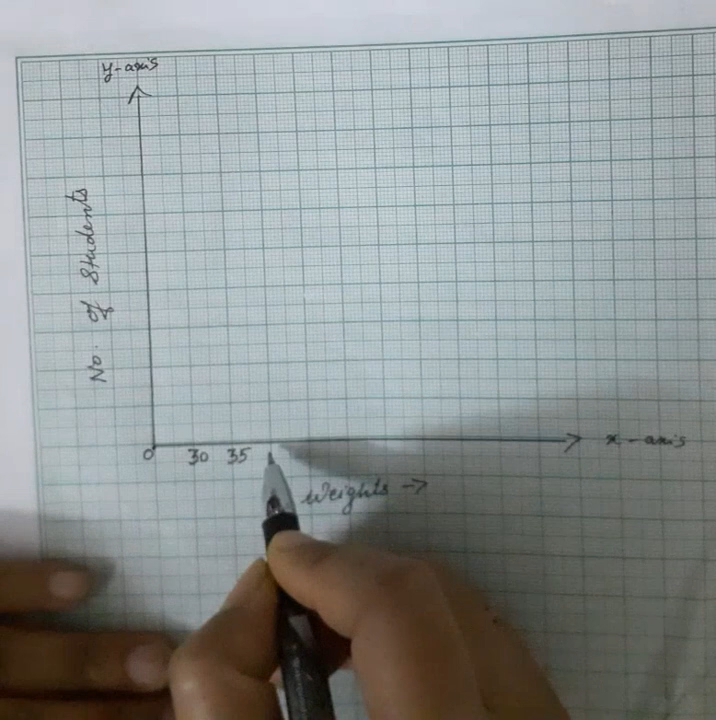 y-axis
No. of Students
0 30 35
x-axis
Weights →